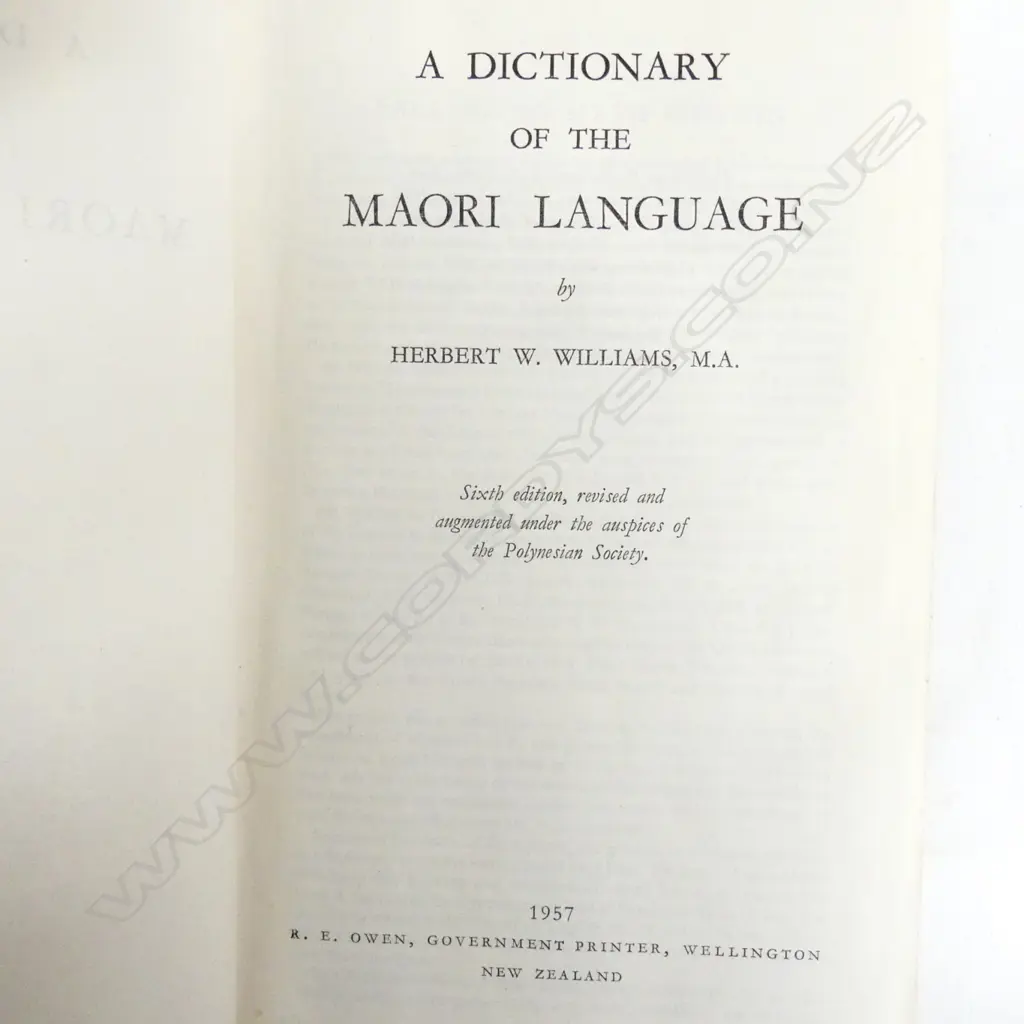 A DICTIONARY
OF THE
MAORI LANGUAGE
by
HERBERT W. WILLIAMS, M.A.
Sixth edition, revised and
augmented under the auspices of
the Polynesian Society.
1957
R. E. OWEN, GOVERNMENT PRINTER, WELLINGTON
NEW ZEALAND
WWW.CORDYS.CO.NZ